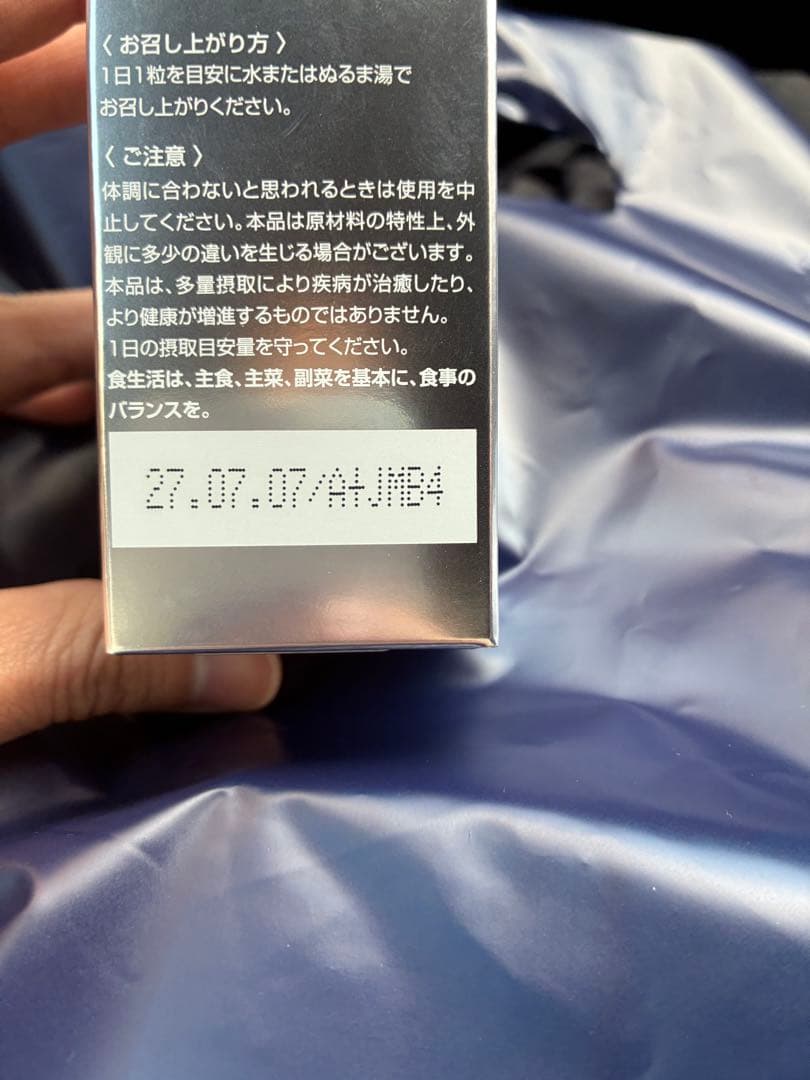 〈 お召し上がり方 〉
1日1粒を目安に水またはぬるま湯で
お召し上がりください。
〈 ご注意 〉
体調に合わないと思われるときは使用を中
止してください。本品は原材料の特性上、外
観に多少の違いを生じる場合がございます。
本品は、多量摂取により疾病が治癒したり、
より健康が増進するものではありません。
1日の摂取目安量を守ってください。
食生活は、主食、主菜、副菜を基本に、食事の
バランスを。
27.07.07/A±JMB4